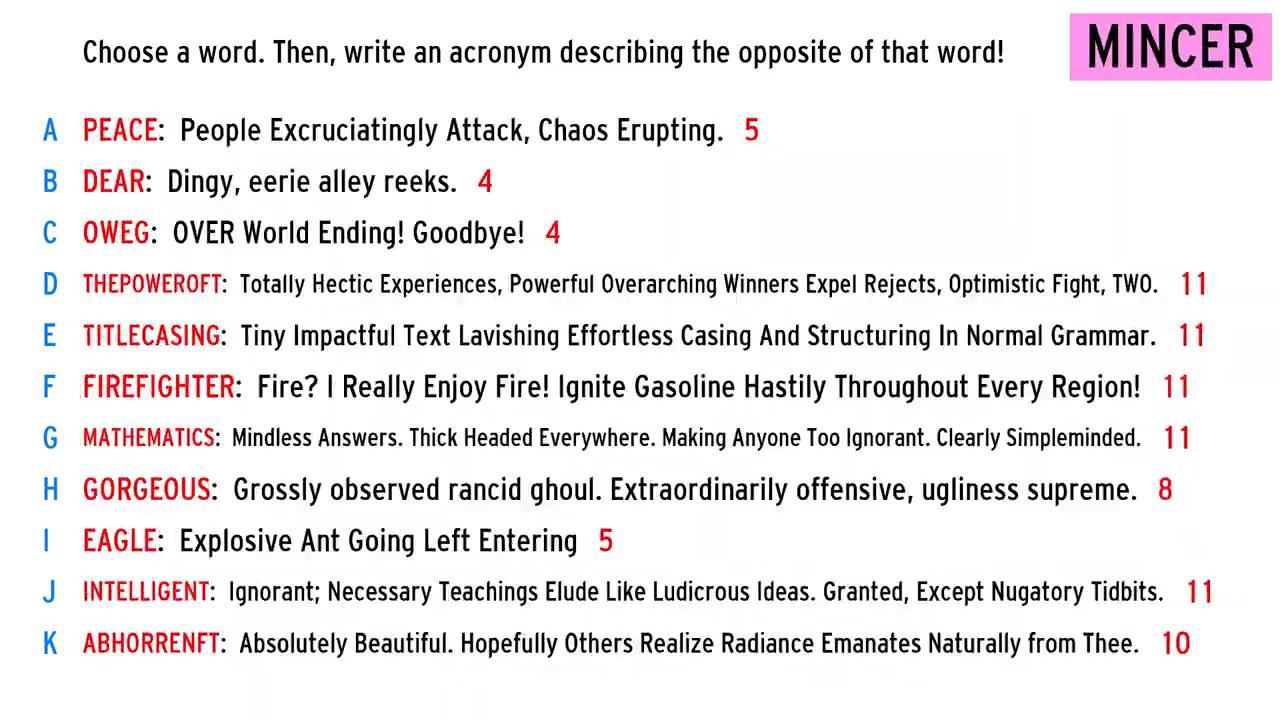 MINCER
Choose a word. Then, write an acronym describing the opposite of that word!
A PEACE: People Excruciatingly Attack, Chaos Erupting. 5
B DEAR: Dingy, eerie alley reeks. 4
C OWEG: OVER World Ending! Goodbye! 4
D THEPOWEROFT: Totally Hectic Experiences, Powerful Overarching Winners Expel Rejects, Optimistic Fight, TWO. 11
E TITLECASING: Tiny Impactful Text Lavishing Effortless Casing And Structuring In Normal Grammar. 11
F FIREFIGHTER: Fire? I Really Enjoy Fire! Ignite Gasoline Hastily Throughout Every Region! 11
G MATHEMATICS: Mindless Answers. Thick Headed Everywhere. Making Anyone Too Ignorant. Clearly Simpleminded. 11
H GORGEOUS: Grossly observed rancid ghoul. Extraordinarily offensive, ugliness supreme. 8
I EAGLE: Explosive Ant Going Left Entering 5
J INTELLIGENT: Ignorant; Necessary Teachings Elude Like Ludicrous Ideas. Granted, Except Nugatory Tidbits. 11
K ABHORRENFT: Absolutely Beautiful. Hopefully Others Realize Radiance Emanates Naturally from Thee. 10